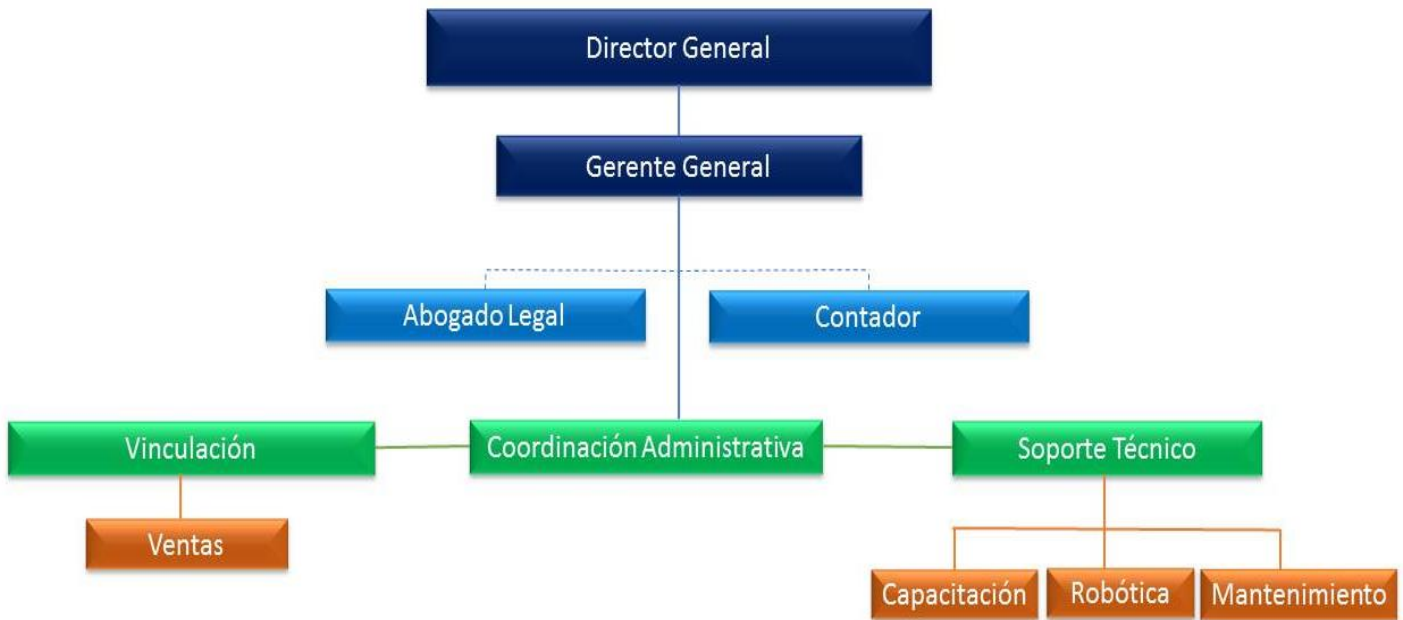 Director General
Gerente General
Abogado Legal
Contador
Vinculación
Coordinación Administrativa
Soporte Técnico
Ventas
Capacitación
Robótica
Mantenimiento